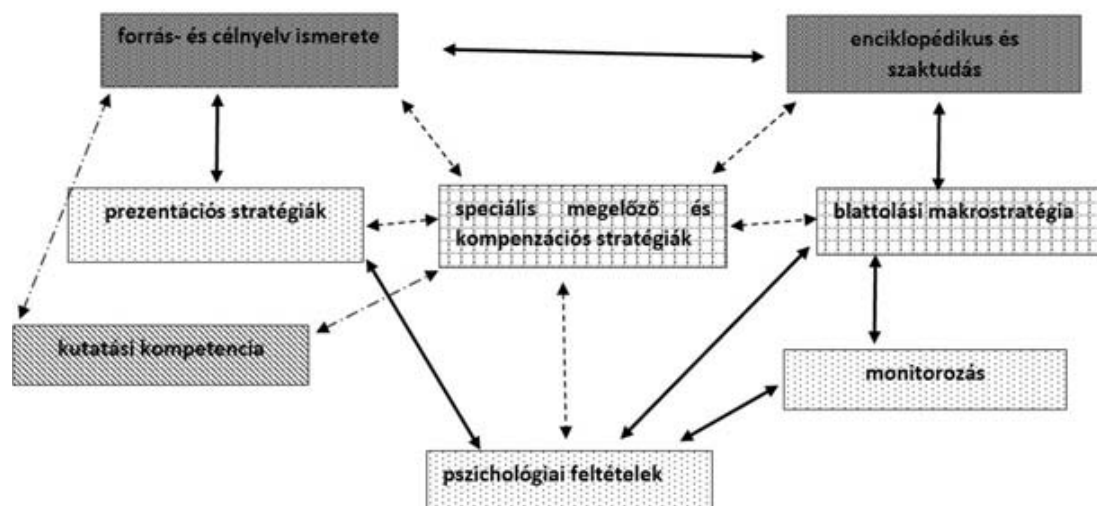 forrás- és célnyelv ismerete
enciklopédikus és
szaktudás
prezentációs stratégiák
speciális megelőző és
kompenzációs stratégiák
blattolási makrostratégia
kutatási kompetencia
monitorozás
pszichológiai feltételek